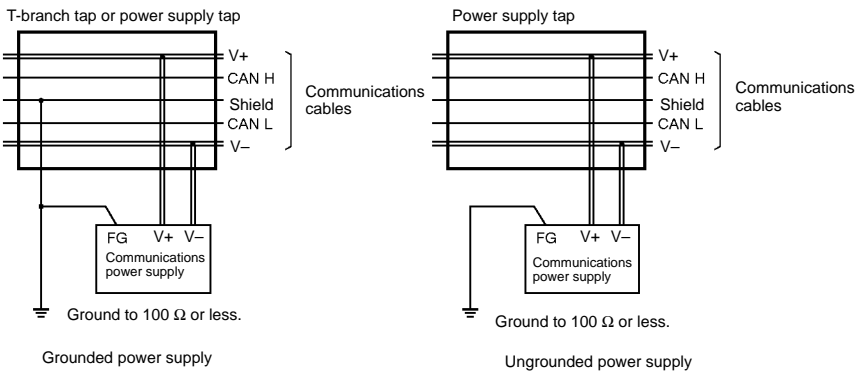 T-branch tap or power supply tap
V+
CAN H
Shield
CAN L
V–
Communications
cables
FG V+ V–
Communications
power supply
Ground to 100 Ω or less.
Grounded power supply
Power supply tap
V+
CAN H
Shield
CAN L
V–
Communications
cables
FG V+ V–
Communications
power supply
Ground to 100 Ω or less.
Ungrounded power supply